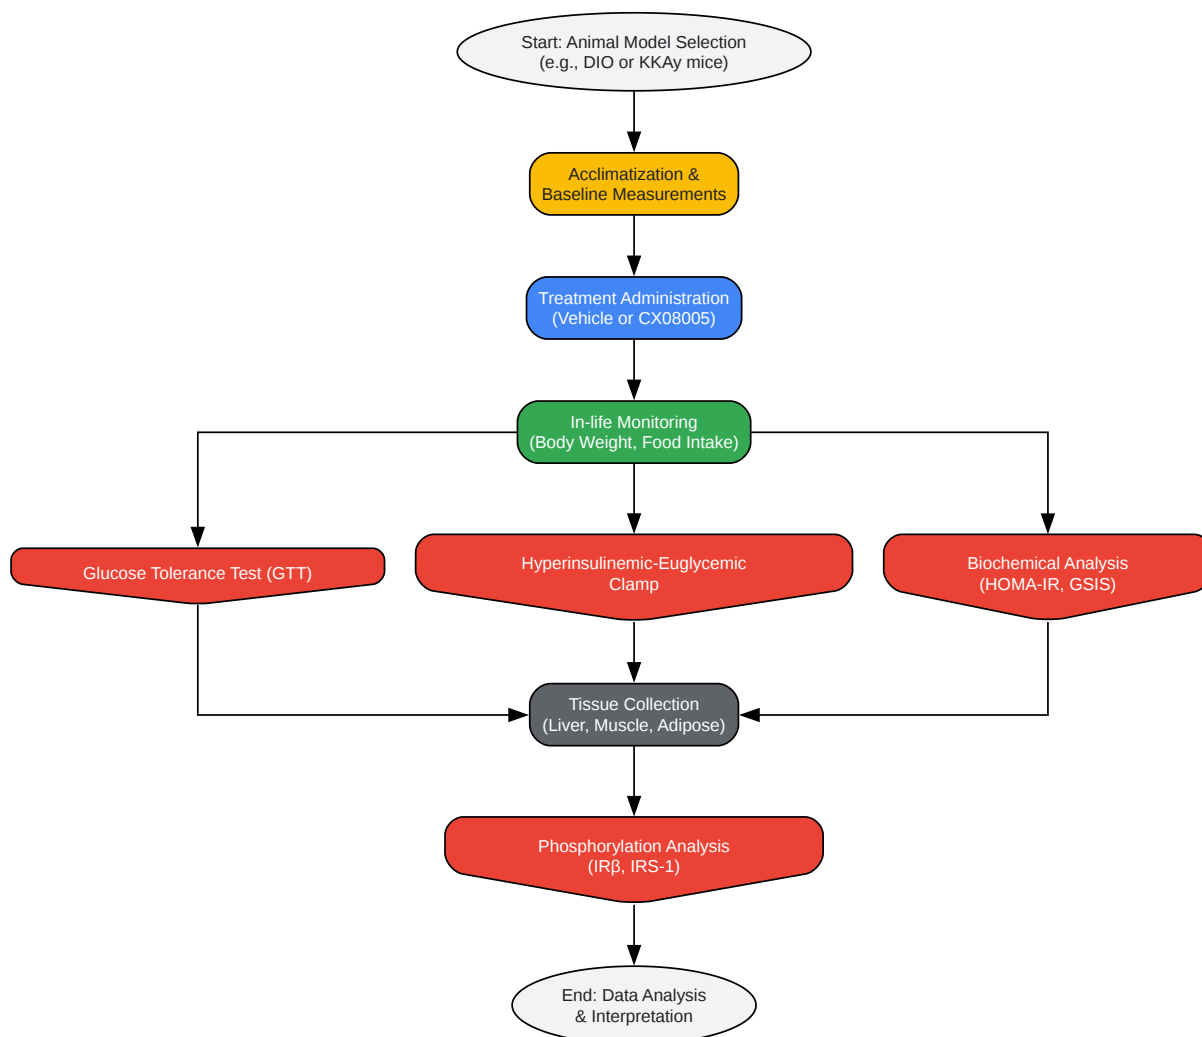 Start: Animal Model Selection
(e.g., DIO or KKAy mice)
Acclimatization &
Baseline Measurements
Treatment Administration
(Vehicle or CX08005)
In-life Monitoring
(Body Weight, Food Intake)
Glucose Tolerance Test (GTT)
Hyperinsulinemic-Euglycemic
Clamp
Biochemical Analysis
(HOMA-IR, GSIS)
Tissue Collection
(Liver, Muscle, Adipose)
Phosphorylation Analysis
(IRβ, IRS-1)
End: Data Analysis
& Interpretation